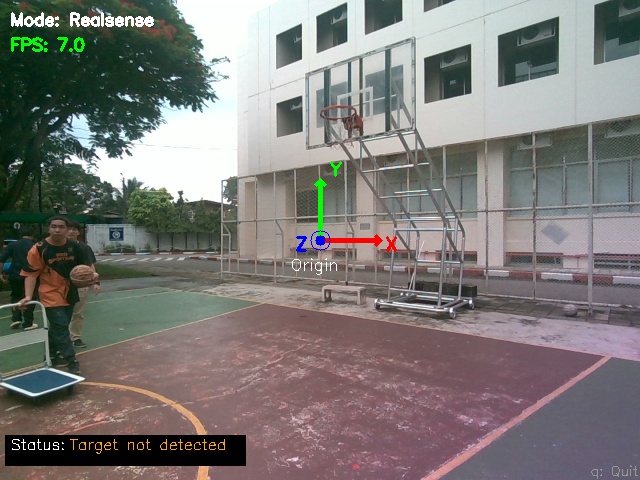 Mode: Realsense
FPS: 7.0
Y
Z
X
Origin
Status: Target not detected
q: Quit